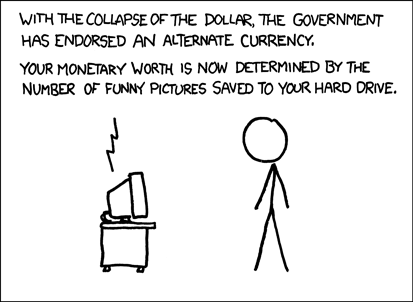 WITH THE COLLAPSE OF THE DOLLAR, THE GOVERNMENT
HAS ENDORSED AN ALTERNATE CURRENCY.
YOUR MONETARY WORTH IS NOW DETERMINED BY THE
NUMBER OF FUNNY PICTURES SAVED TO YOUR HARD DRIVE.